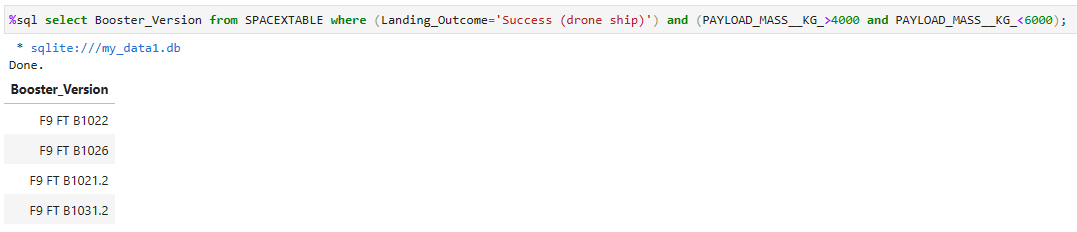 %sql select Booster_Version from SPACEXTABLE where (Landing_Outcome='Success (drone ship)') and (PAYLOAD_MASS__KG_>4000 and PAYLOAD_MASS__KG_<6000);
* sqlite:///my_data1.db
Done.
Booster_Version
F9 FT B1022
F9 FT B1026
F9 FT B1021.2
F9 FT B1031.2